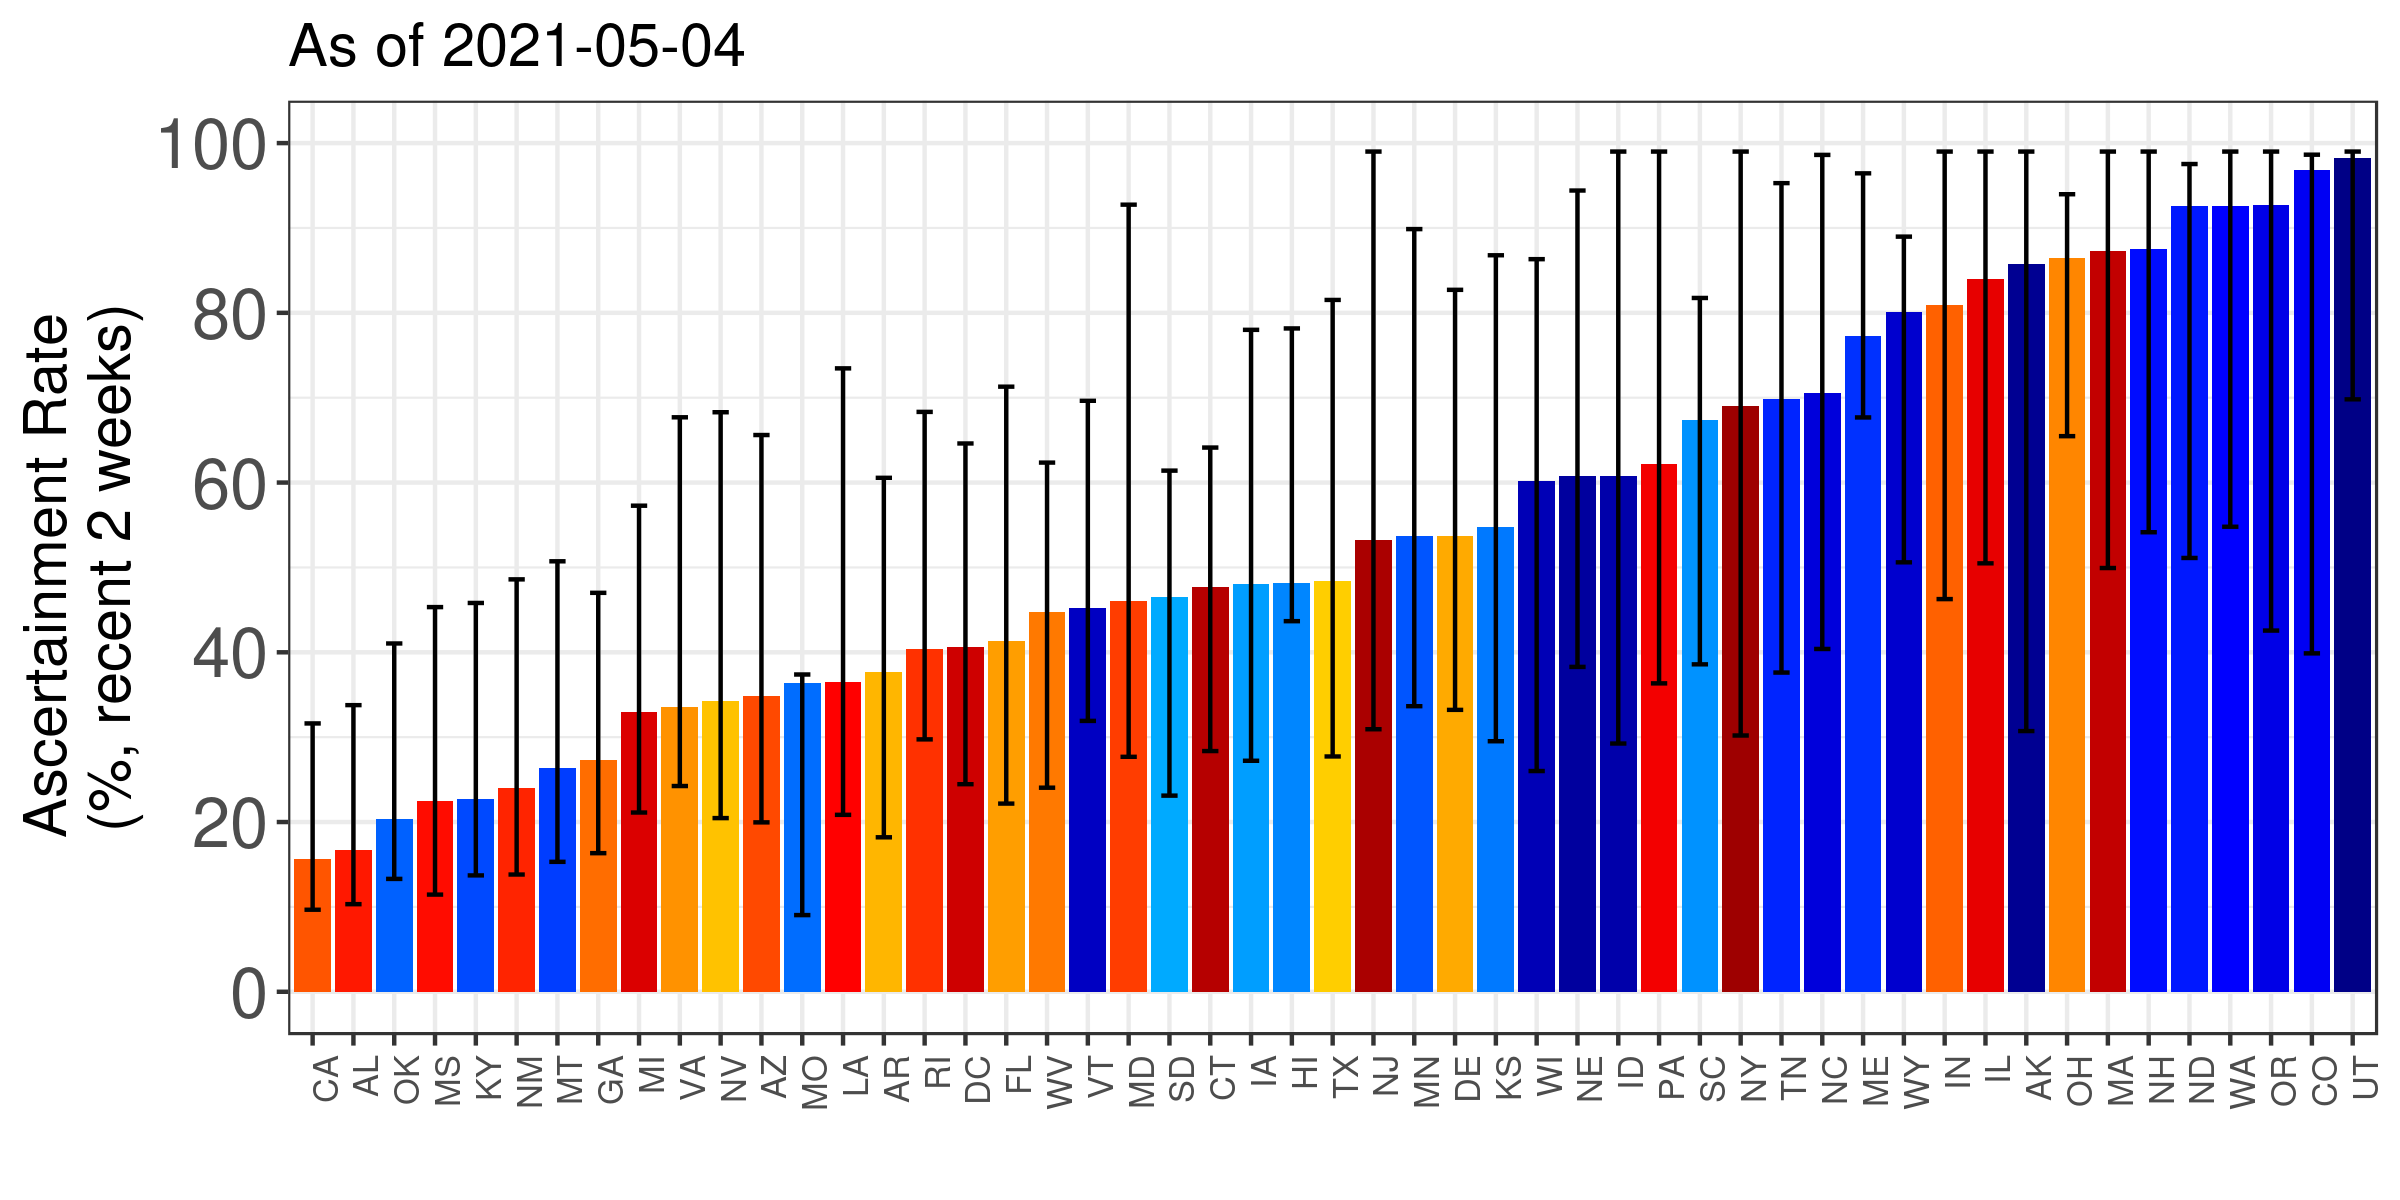 As of 2021-05-04
Ascertainment Rate
(%, recent 2 weeks)
100
80
60
40
20
0
CA AL OK MS KY NM MT GA MI VA NV AZ MO LA AR RI DC FL WV VT MD SD CT IA HI TX NJ MN DE KS WI NE ID PA SC NY TN NC ME WY IN IL AK OH MA NH ND WA OR CO UT